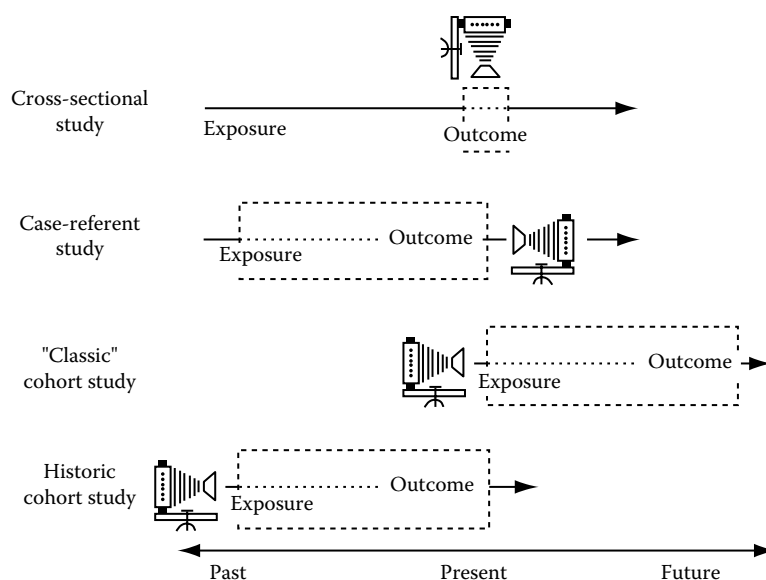 Cross-sectional
study
Exposure
Outcome
Case-referent
study
Exposure
Outcome
"Classic"
cohort study
Exposure
Outcome
Historic
cohort study
Exposure
Outcome
Past
Present
Future